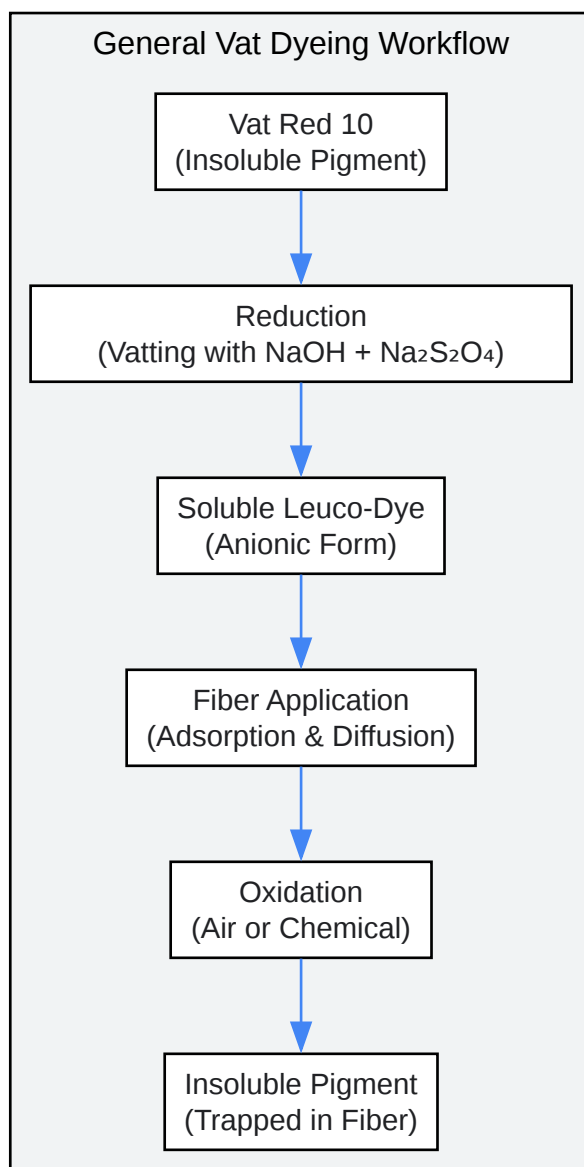 General Vat Dyeing Workflow
Vat Red 10
(Insoluble Pigment)
Reduction
(Vatting with NaOH + Na₂S₂O₄)
Soluble Leuco-Dye
(Anionic Form)
Fiber Application
(Adsorption & Diffusion)
Oxidation
(Air or Chemical)
Insoluble Pigment
(Trapped in Fiber)